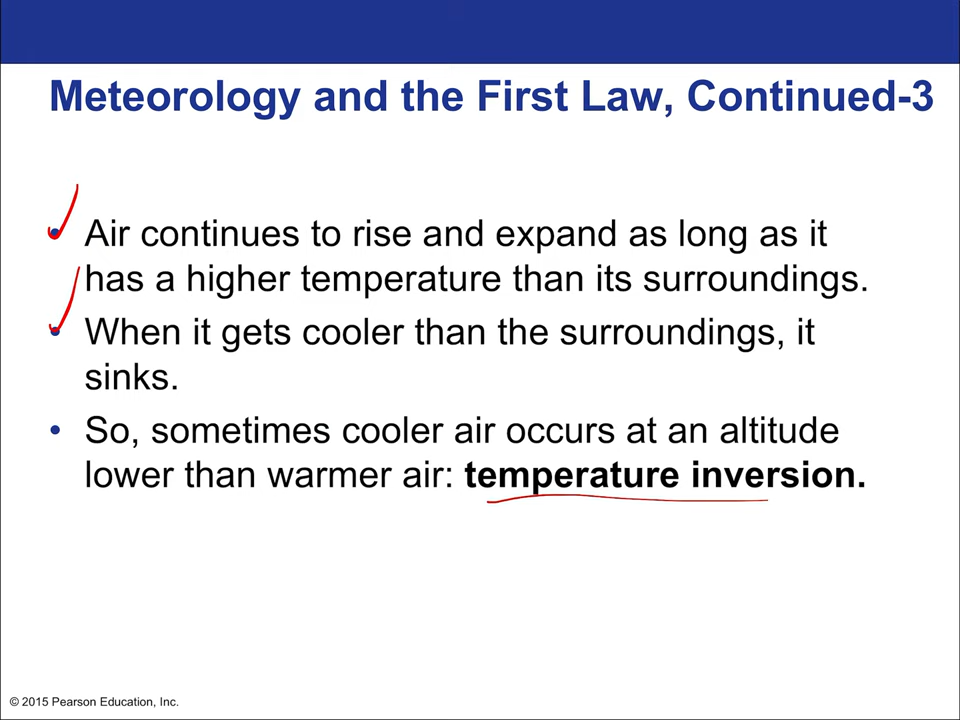 Meteorology and the First Law, Continued-3
• Air continues to rise and expand as long as it
has a higher temperature than its surroundings.
• When it gets cooler than the surroundings, it
sinks.
• So, sometimes cooler air occurs at an altitude
lower than warmer air: temperature inversion.
© 2015 Pearson Education, Inc.